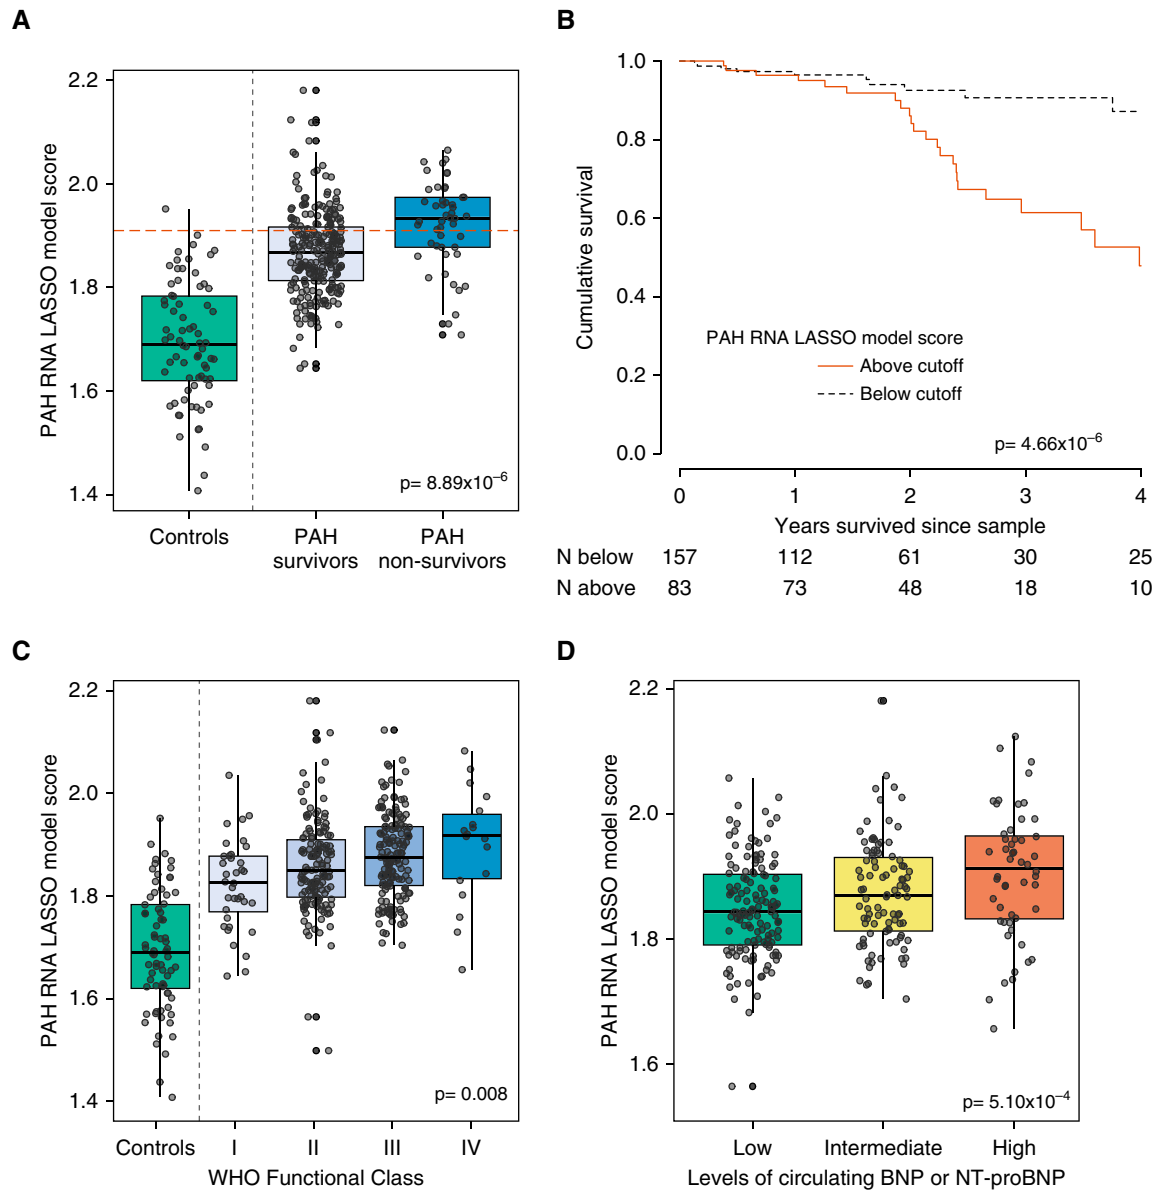 A
PAH RNA LASSO model score
2.2
2.0
1.8
1.6
1.4
p= 8.89x10⁻⁶
Controls
PAH
survivors
PAH
non-survivors
B
Cumulative survival
1.0
0.8
0.6
0.4
0.2
0.0
PAH RNA LASSO model score
Above cutoff
Below cutoff
p= 4.66x10⁻⁶
0 1 2 3 4
Years survived since sample
N below 157 112 61 30 25
N above 83 73 48 18 10
C
PAH RNA LASSO model score
2.2
2.0
1.8
1.6
1.4
p= 0.008
Controls I II III IV
WHO Functional Class
D
PAH RNA LASSO model score
2.2
2.0
1.8
1.6
p= 5.10x10⁻⁴
Low Intermediate High
Levels of circulating BNP or NT-proBNP